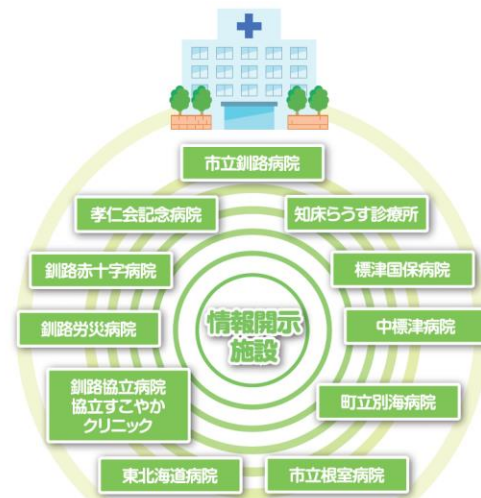 市立釧路病院
孝仁会記念病院
知床らうす診療所
釧路赤十字病院
標津国保病院
情報開示
施設
釧路労災病院
中標津病院
釧路協立病院
協立すこやか
クリニック
町立別海病院
東北海道病院
市立根室病院